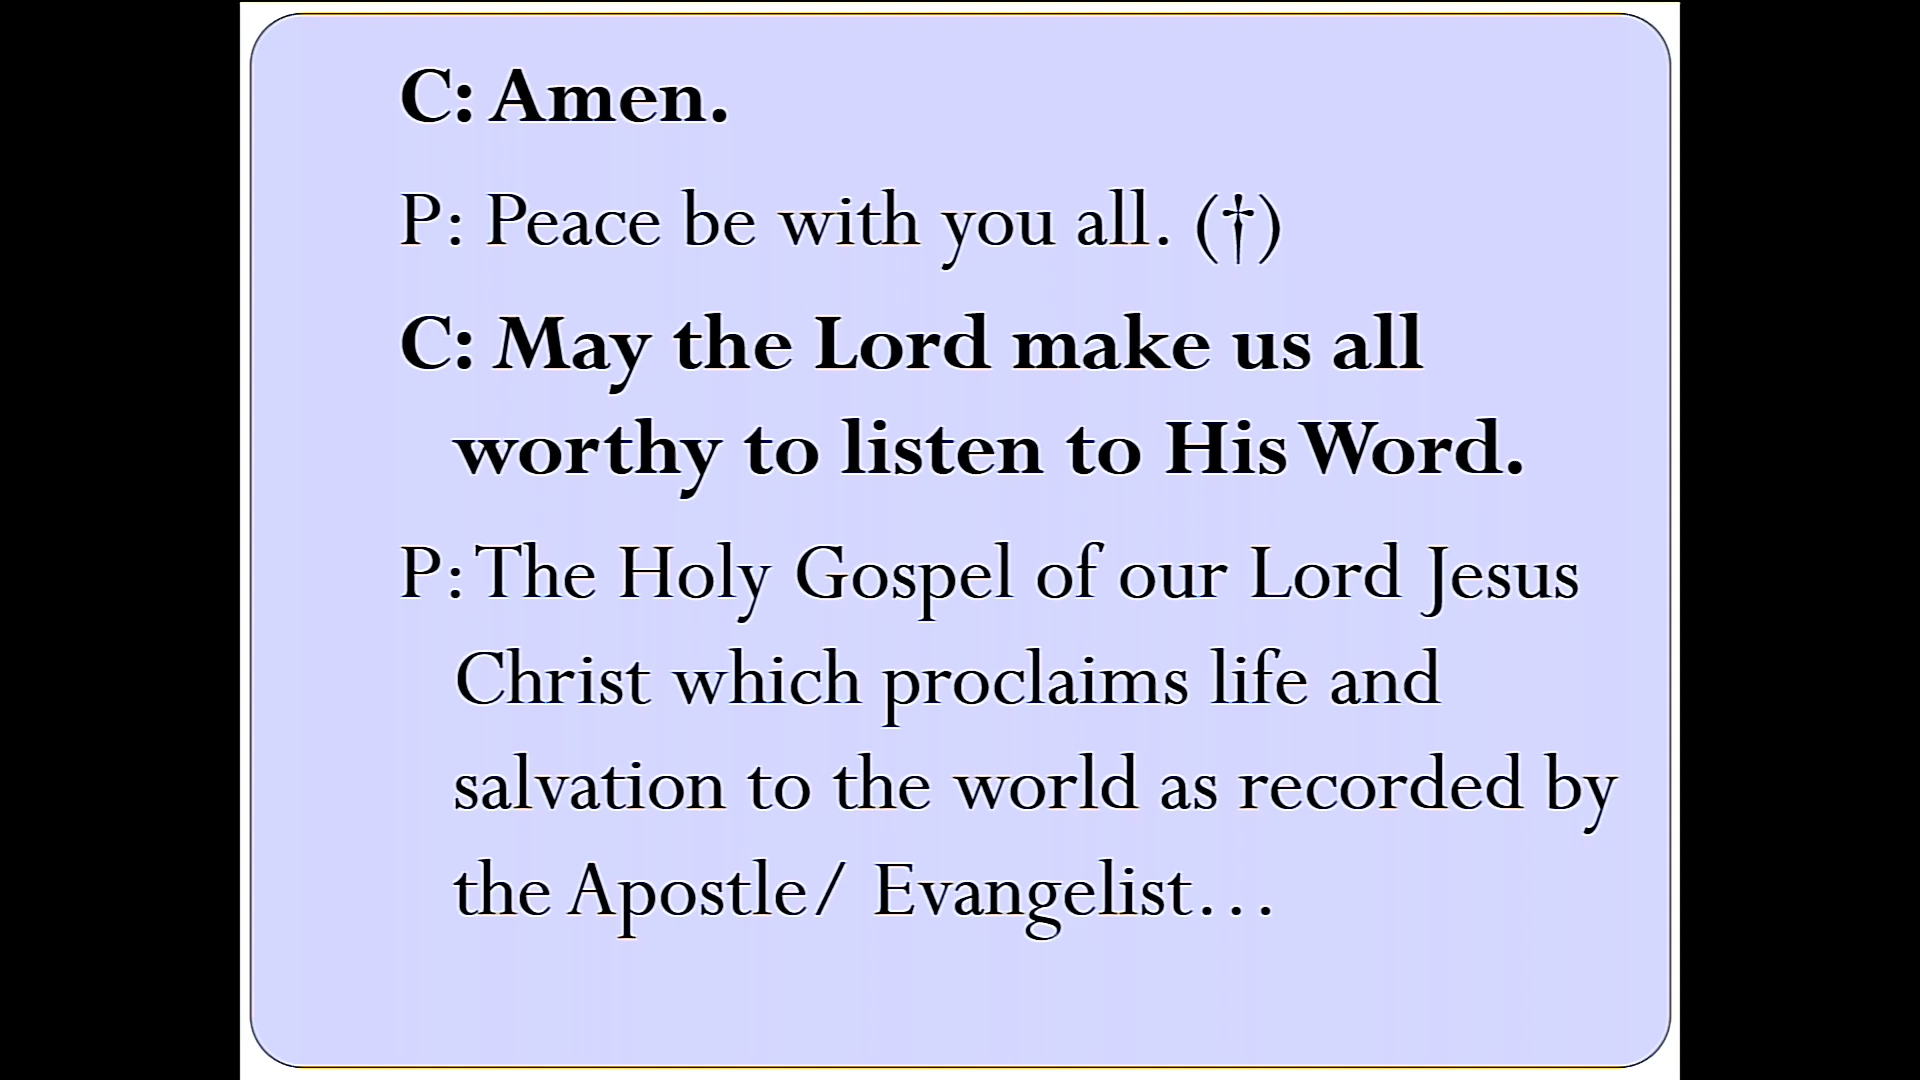 C: Amen.
P: Peace be with you all. (†)
C: May the Lord make us all
worthy to listen to His Word.
P: The Holy Gospel of our Lord Jesus
Christ which proclaims life and
salvation to the world as recorded by
the Apostle/ Evangelist…